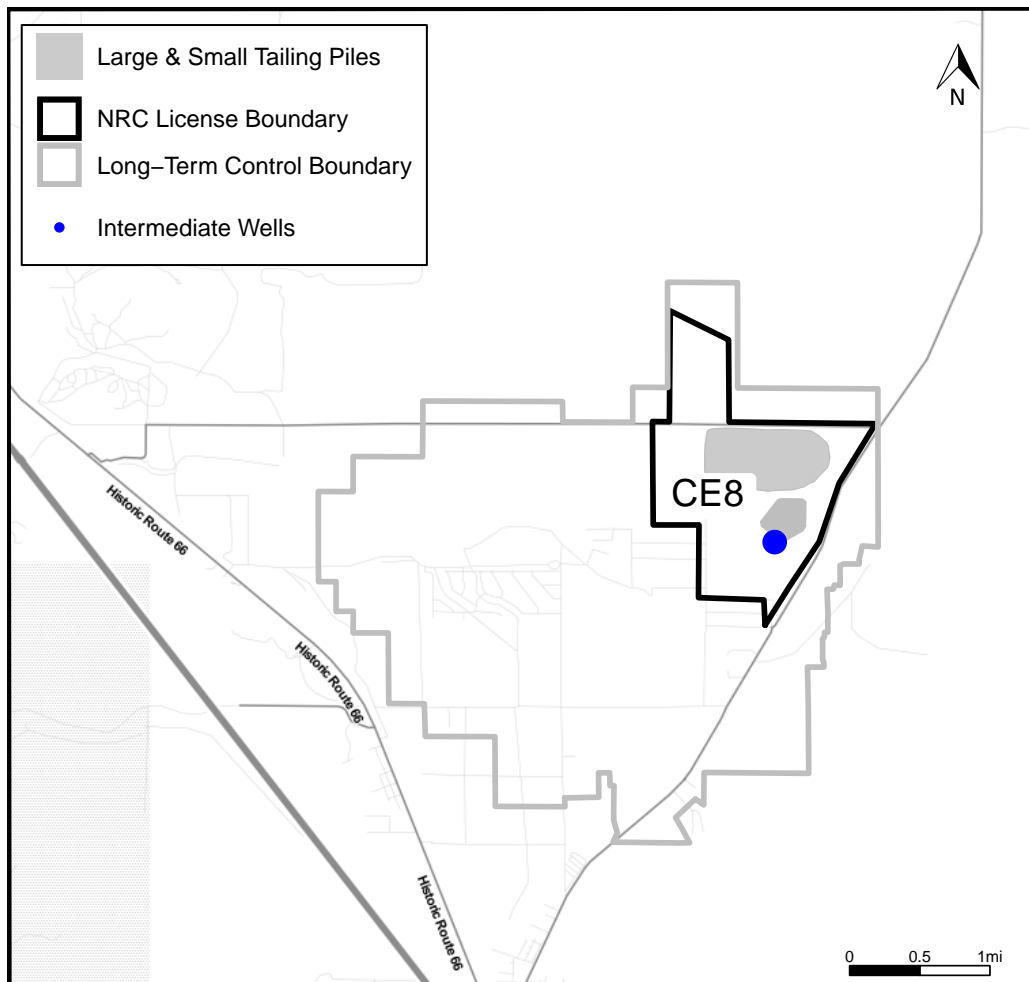 Large & Small Tailing Piles
NRC License Boundary
Long−Term Control Boundary
Intermediate Wells
N
CE8
Historic Route 66
Historic Route 66
Historic Route 66
0 0.5 1mi